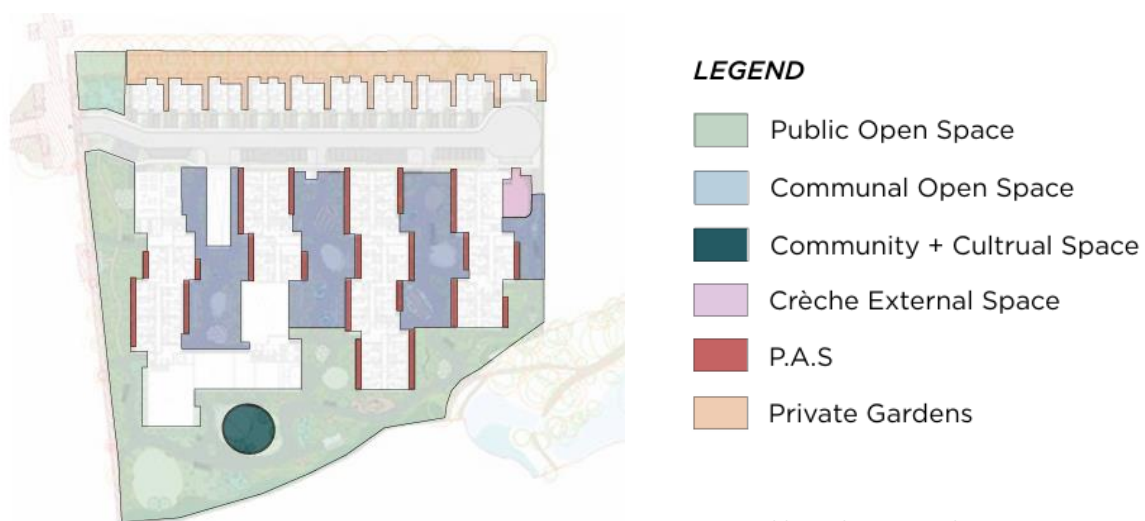 LEGEND
Public Open Space
Communal Open Space
Community + Cultrual Space
Crèche External Space
P.A.S
Private Gardens